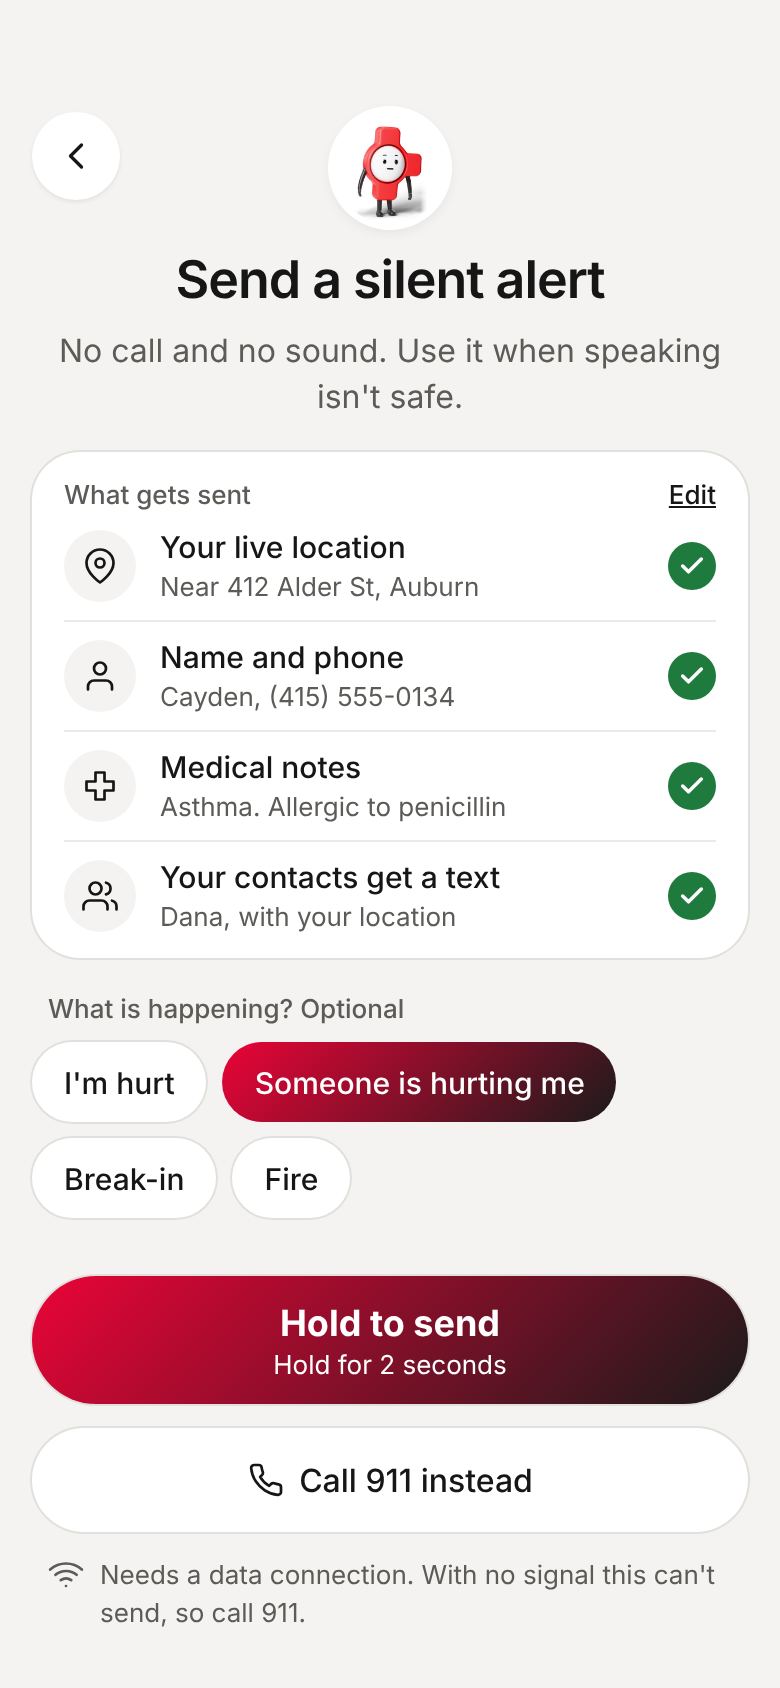 Send a silent alert
No call and no sound. Use it when speaking
isn't safe.
What gets sent
Edit
Your live location
Near 412 Alder St, Auburn
Name and phone
Cayden, (415) 555-0134
Medical notes
Asthma. Allergic to penicillin
Your contacts get a text
Dana, with your location
What is happening? Optional
I'm hurt
Someone is hurting me
Break-in
Fire
Hold to send
Hold for 2 seconds
Call 911 instead
Needs a data connection. With no signal this can't
send, so call 911.